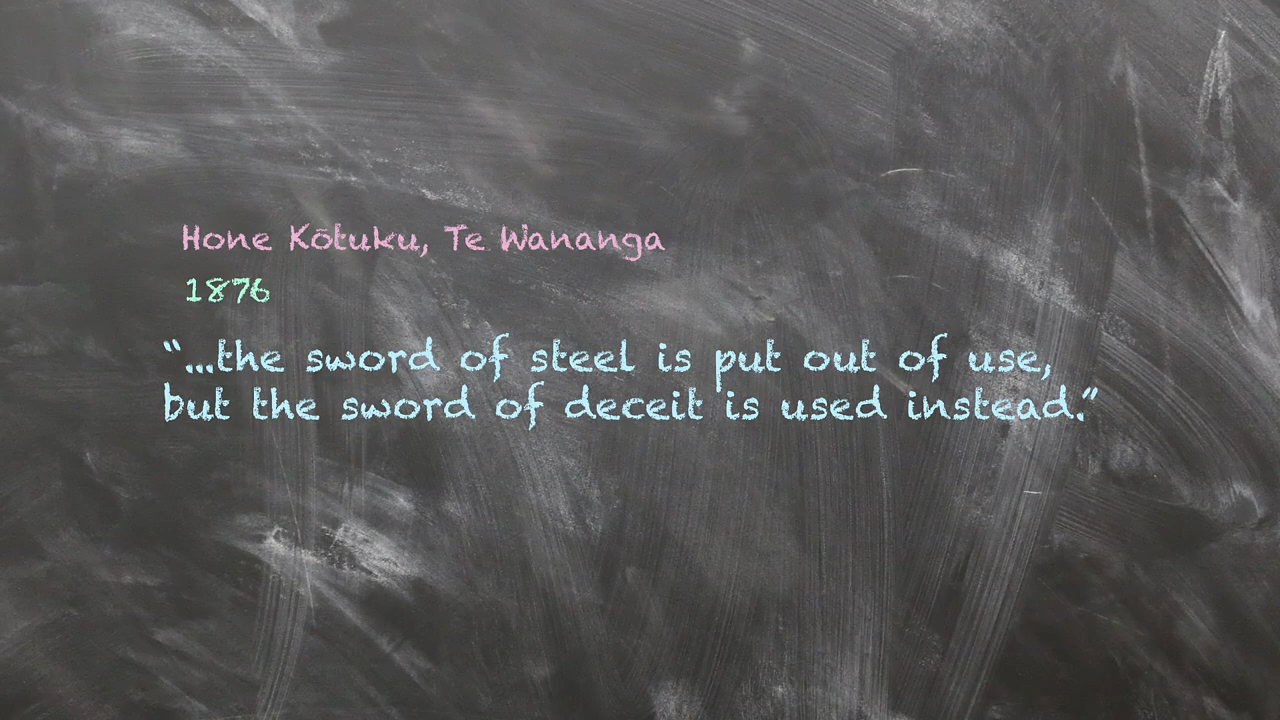 Hone Kōtuku, Te Wananga
1876
“...the sword of steel is put out of use,
but the sword of deceit is used instead.”